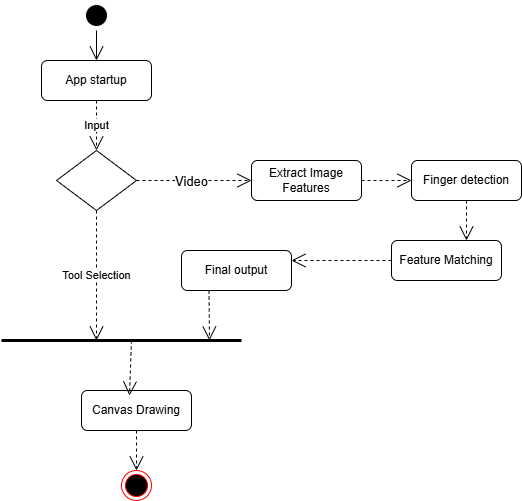 App startup
Input
Video
Extract Image
Features
Finger detection
Feature Matching
Final output
Tool Selection
Canvas Drawing